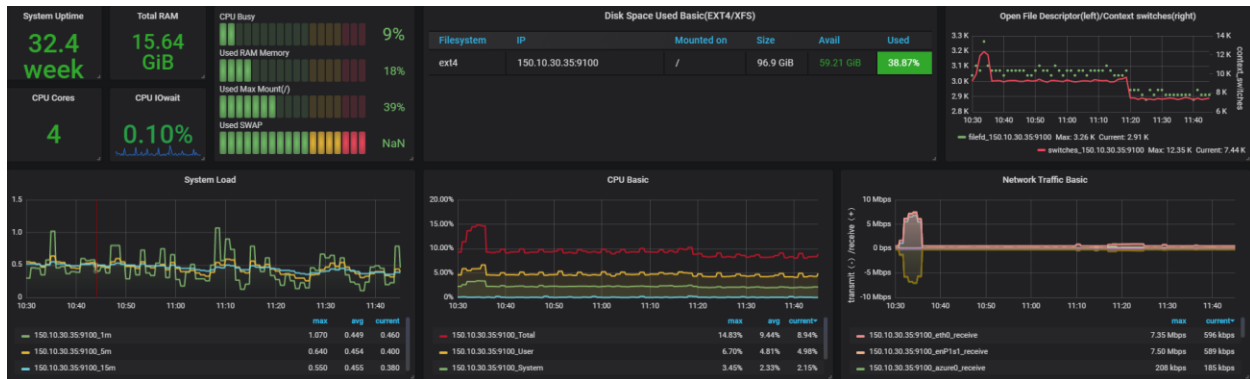 System Uptime
32.4
week
Total RAM
15.64
GiB
CPU Cores
4
CPU IOwait
0.10%
CPU Busy
9%
Used RAM Memory
18%
Used Max Mount(/)
39%
Used SWAP
NaN
Disk Space Used Basic(EXT4/XFS)
Filesystem IP Mounted on Size Avail Used
ext4 150.10.30.35:9100 / 96.9 GiB 59.21 GiB 38.87%
Open File Descriptor(left)/Context switches(right)
3.3 K 14 K
3.2 K 12 K
3.1 K
3.0 K 10 K
2.9 K 8 K
2.8 K 6 K
context_switches
10:30 10:40 10:50 11:00 11:10 11:20 11:30 11:40
filefd_150.10.30.35:9100 Max: 3.26 K Current: 2.91 K
switches_150.10.30.35:9100 Max: 12.35 K Current: 7.44 K
System Load
1.5
1.0
0.5
0
10:30 10:40 10:50 11:00 11:10 11:20 11:30 11:40
max avg current
150.10.30.35:9100_1m 1.070 0.449 0.460
150.10.30.35:9100_5m 0.640 0.454 0.400
150.10.30.35:9100_15m 0.550 0.455 0.380
CPU Basic
20.00%
15.00%
10.00%
5.00%
0%
10:30 10:40 10:50 11:00 11:10 11:20 11:30 11:40
max avg current
150.10.30.35:9100_Total 14.83% 9.44% 8.94%
150.10.30.35:9100_User 6.70% 4.81% 4.98%
150.10.30.35:9100_System 3.45% 2.33% 2.15%
Network Traffic Basic
transmit (-) /receive (+)
10 Mbps
5 Mbps
0 bps
-5 Mbps
-10 Mbps
10:30 10:40 10:50 11:00 11:10 11:20 11:30 11:40
max current
150.10.30.35:9100_eth0_receive 7.35 Mbps 596 kbps
150.10.30.35:9100_enP1s1_receive 7.50 Mbps 589 kbps
150.10.30.35:9100_azure0_receive 208 kbps 185 kbps